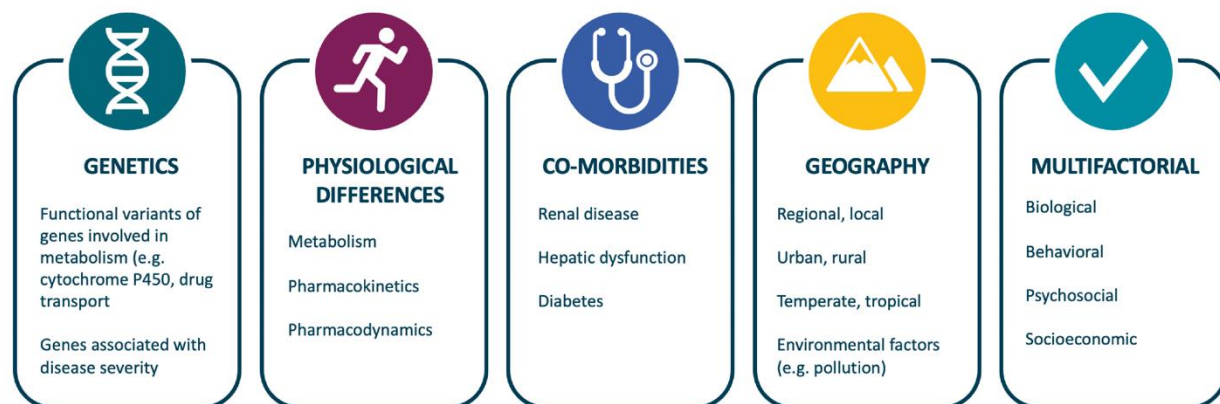 GENETICS
Functional variants of
genes involved in
metabolism (e.g.
cytochrome P450, drug
transport
Genes associated with
disease severity
PHYSIOLOGICAL
DIFFERENCES
Metabolism
Pharmacokinetics
Pharmacodynamics
CO-MORBIDITIES
Renal disease
Hepatic dysfunction
Diabetes
GEOGRAPHY
Regional, local
Urban, rural
Temperate, tropical
Environmental factors
(e.g. pollution)
MULTIFACTORIAL
Biological
Behavioral
Psychosocial
Socioeconomic